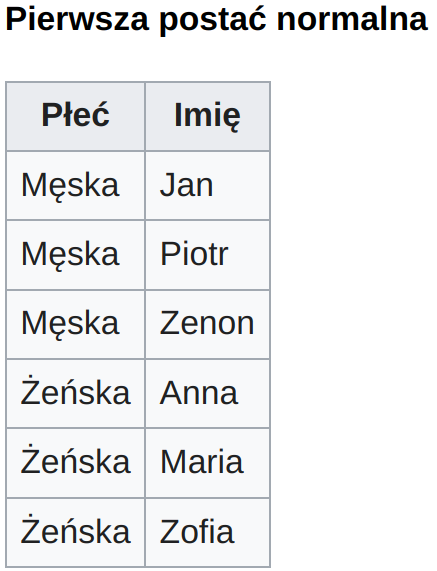 Pierwsza postać normalna
Płeć Imię
Męska Jan
Męska Piotr
Męska Zenon
Żeńska Anna
Żeńska Maria
Żeńska Zofia